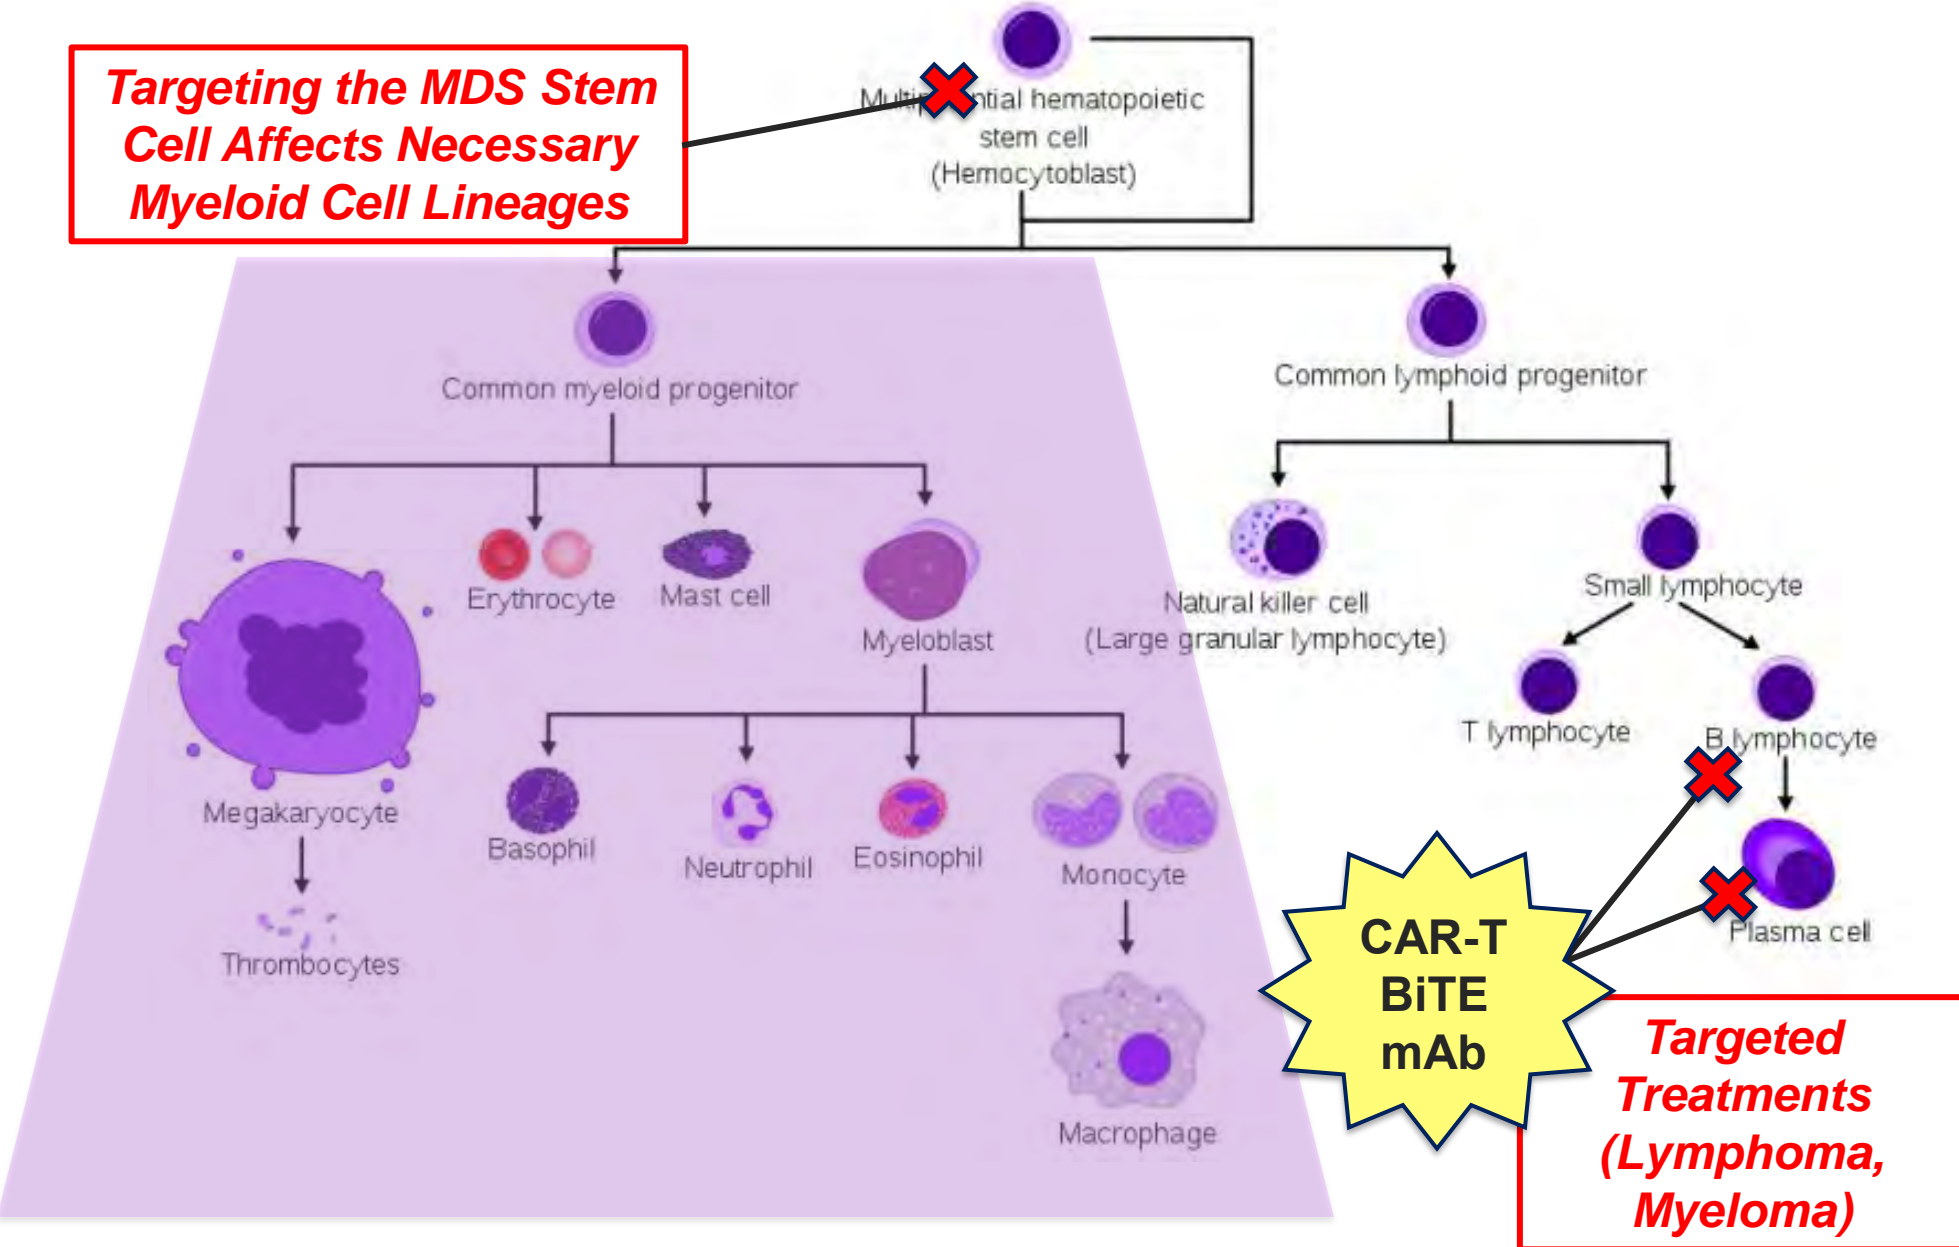 Targeting the MDS Stem
Cell Affects Necessary
Myeloid Cell Lineages
hematopoietic
stem cell
(Hemocytoblast)
Common myeloid progenitor
Common lymphoid progenitor
Erythrocyte
Mast cell
Myeloblast
Natural killer cell
(Large granular lymphocyte)
Small lymphocyte
T lymphocyte
B lymphocyte
Megakaryocyte
Basophil
Neutrophil
Eosinophil
Monocyte
Plasma cell
Thrombocytes
Macrophage
CAR-T
BiTE
mAb
Targeted
Treatments
(Lymphoma,
Myeloma)